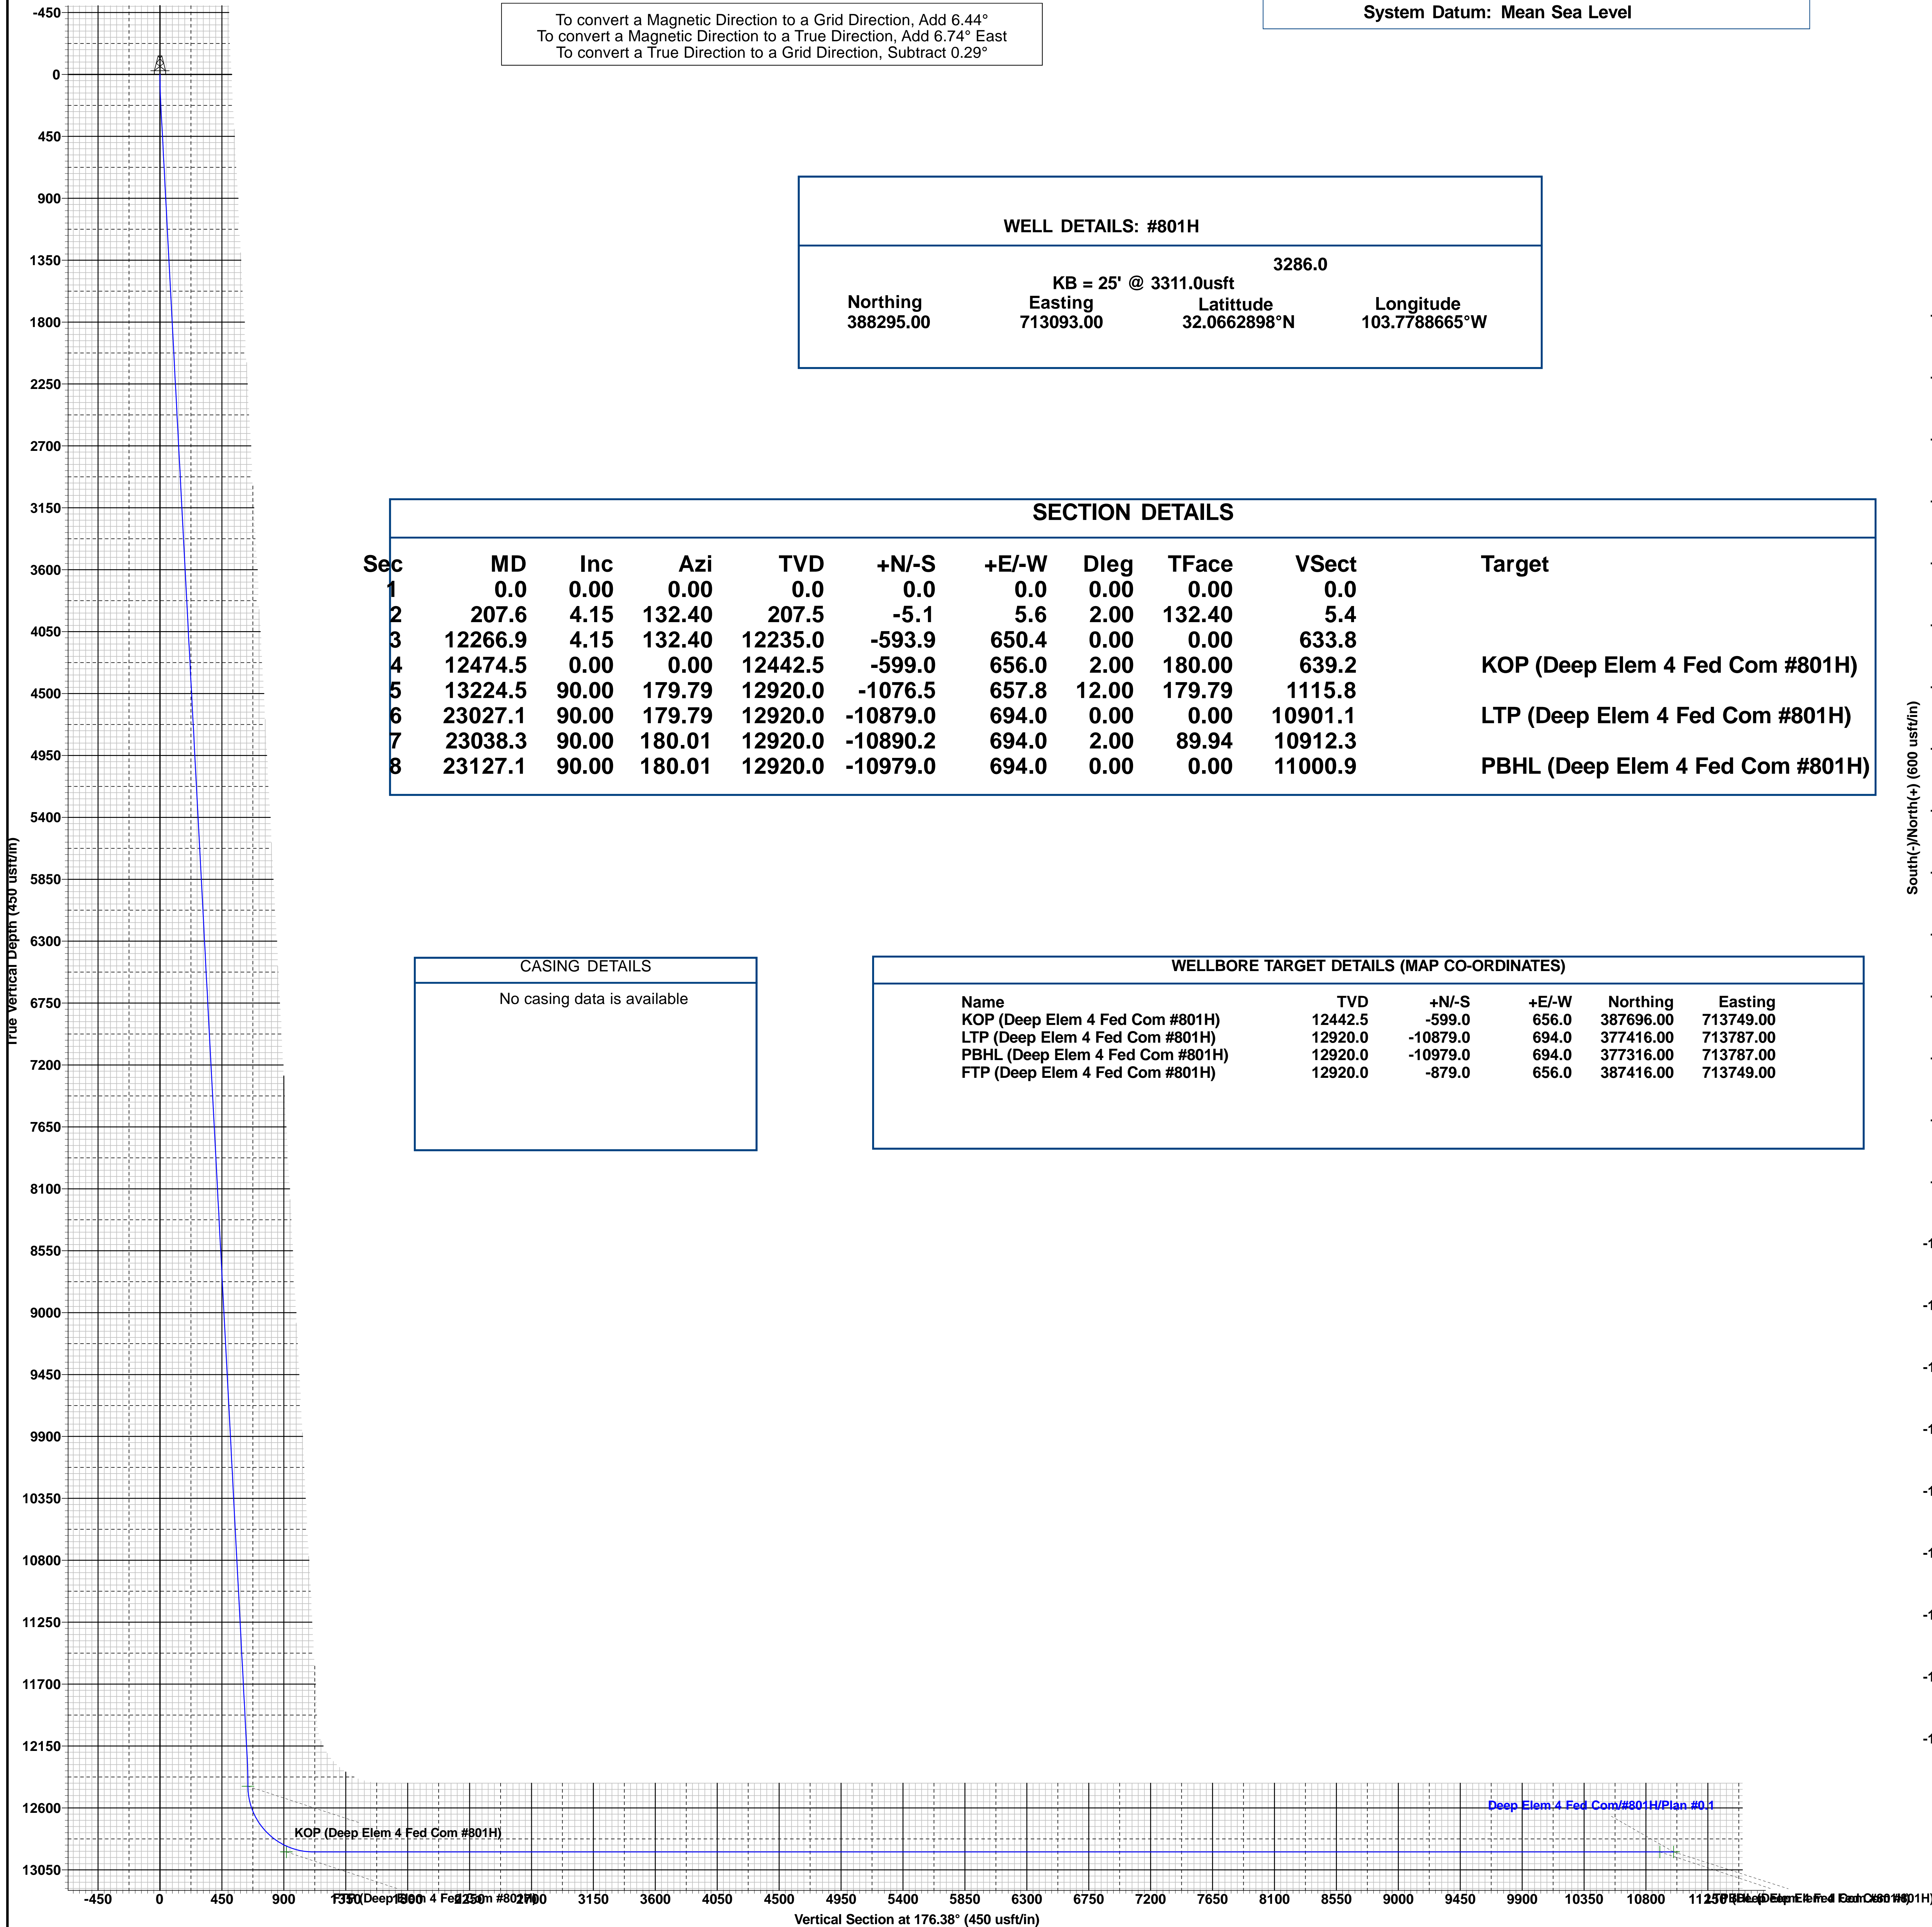 To convert a Magnetic Direction to a Grid Direction, Add 6.44°
To convert a Magnetic Direction to a True Direction, Add 6.74° East
To convert a True Direction to a Grid Direction, Subtract 0.29°
System Datum: Mean Sea Level
WELL DETAILS: #801H
3286.0
KB = 25' @ 3311.0usft
Northing Easting Latittude Longitude
388295.00 713093.00 32.0662898°N 103.7788665°W
SECTION DETAILS
Sec MD Inc Azi TVD +N/-S +E/-W Dleg TFace VSect Target
1 0.0 0.00 0.00 0.0 0.0 0.0 0.00 0.00 0.0
2 207.6 4.15 132.40 207.5 -5.1 5.6 2.00 132.40 5.4
3 12266.9 4.15 132.40 12235.0 -593.9 650.4 0.00 0.00 633.8
4 12474.5 0.00 0.00 12442.5 -599.0 656.0 2.00 180.00 639.2 KOP (Deep Elem 4 Fed Com #801H)
5 13224.5 90.00 179.79 12920.0 -1076.5 657.8 12.00 179.79 1115.8
6 23027.1 90.00 179.79 12920.0 -10879.0 694.0 0.00 0.00 10901.1 LTP (Deep Elem 4 Fed Com #801H)
7 23038.3 90.00 180.01 12920.0 -10890.2 694.0 2.00 89.94 10912.3
8 23127.1 90.00 180.01 12920.0 -10979.0 694.0 0.00 0.00 11000.9 PBHL (Deep Elem 4 Fed Com #801H)
CASING DETAILS
No casing data is available
WELLBORE TARGET DETAILS (MAP CO-ORDINATES)
Name TVD +N/-S +E/-W Northing Easting
KOP (Deep Elem 4 Fed Com #801H) 12442.5 -599.0 656.0 387696.00 713749.00
LTP (Deep Elem 4 Fed Com #801H) 12920.0 -10879.0 694.0 377416.00 713787.00
PBHL (Deep Elem 4 Fed Com #801H) 12920.0 -10979.0 694.0 377316.00 713787.00
FTP (Deep Elem 4 Fed Com #801H) 12920.0 -879.0 656.0 387416.00 713749.00
True Vertical Depth (450 usft/in)
-450
0
450
900
1350
1800
2250
2700
3150
3600
4050
4500
4950
5400
5850
6300
6750
7200
7650
8100
8550
9000
9450
9900
10350
10800
11250
11700
12150
12600
13050
South(-)/North(+) (600 usft/in)
Deep Elem 4 Fed Com/#801H/Plan #0.1
KOP (Deep Elem 4 Fed Com #801H)
FTP (Deep Elem 4 Fed Com #801H)
-450 0 450 900 1350 1800 2250 2700 3150 3600 4050 4500 4950 5400 5850 6300 6750 7200 7650 8100 8550 9000 9450 9900 10350 10800 11250
Vertical Section at 176.38° (450 usft/in)